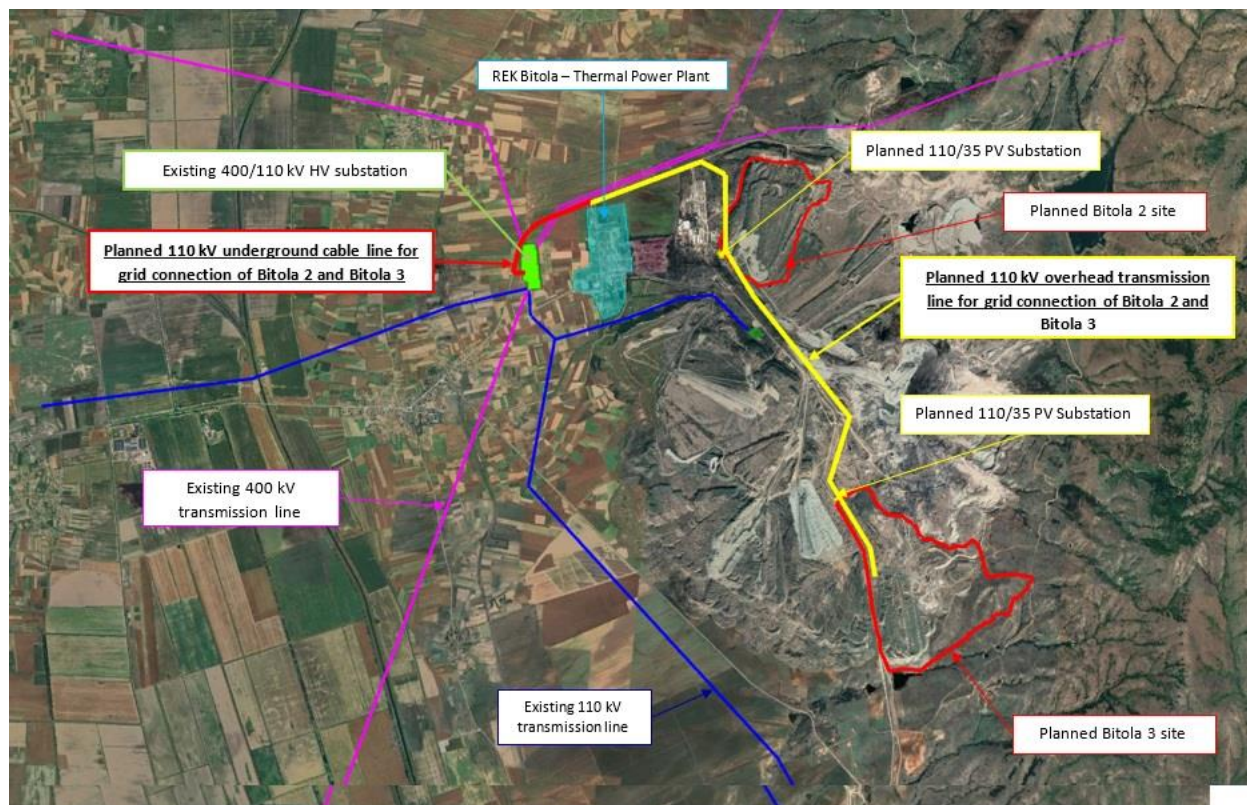 REK Bitola – Thermal Power Plant
Existing 400/110 kV HV substation
Planned 110/35 PV Substation
Planned Bitola 2 site
Planned 110 kV underground cable line for
grid connection of Bitola 2 and Bitola 3
Planned 110 kV overhead transmission
line for grid connection of Bitola 2 and
Bitola 3
Planned 110/35 PV Substation
Existing 400 kV
transmission line
Existing 110 kV
transmission line
Planned Bitola 3 site